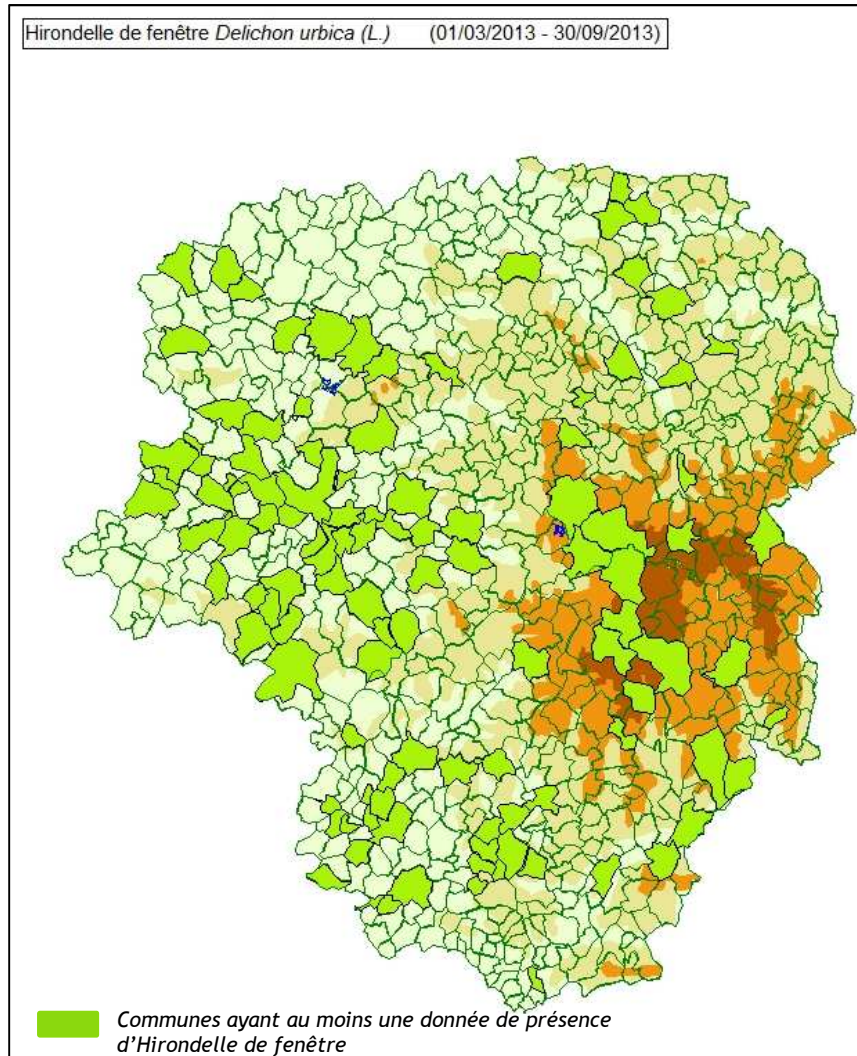 Hirondelle de fenêtre Delichon urbica (L.) (01/03/2013 - 30/09/2013)
Communes ayant au moins une donnée de présence
d'Hirondelle de fenêtre